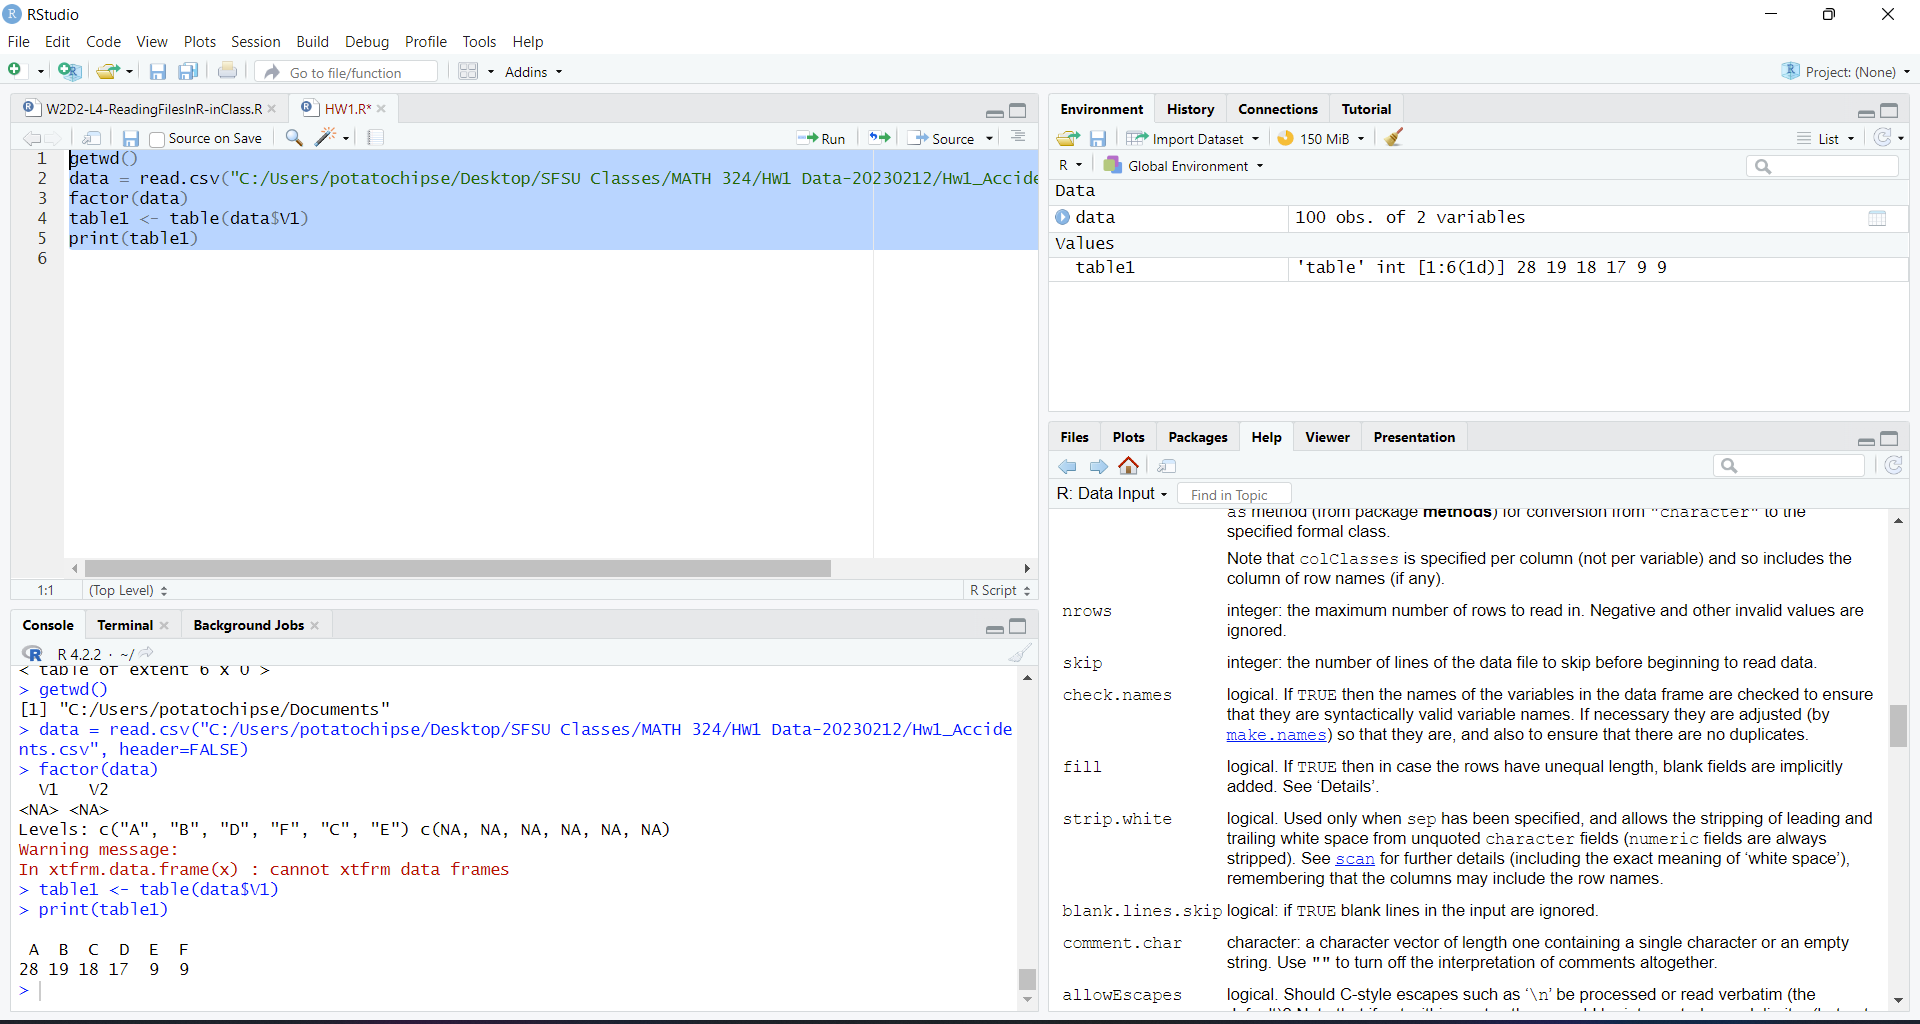 RStudio
File Edit Code View Plots Session Build Debug Profile Tools Help
Go to file/function Addins Project: (None)
W2D2-L4-ReadingFilesInR-inClass.R HW1.R*
Source on Save Run Source
1 getwd()
2 data = read.csv("C:/Users/potatochipse/Desktop/SFSU Classes/MATH 324/HW1 Data-20230212/Hw1_Accide
3 factor(data)
4 table1 <- table(data$V1)
5 print(table1)
6
1:1 (Top Level) R Script
Console Terminal Background Jobs
R 4.2.2 · ~/
< table of extent 6 x 0 >
> getwd()
[1] "C:/Users/potatochipse/Documents"
> data = read.csv("C:/Users/potatochipse/Desktop/SFSU Classes/MATH 324/HW1 Data-20230212/Hw1_Accide
nts.csv", header=FALSE)
> factor(data)
V1 V2
<NA> <NA>
Levels: c("A", "B", "D", "F", "C", "E") c(NA, NA, NA, NA, NA, NA)
Warning message:
In xtfrm.data.frame(x) : cannot xtfrm data frames
> table1 <- table(data$V1)
> print(table1)
A B C D E F
28 19 18 17 9 9
>
Environment History Connections Tutorial
Import Dataset 150 MiB List
R Global Environment
Data
data 100 obs. of 2 variables
Values
table1 'table' int [1:6(1d)] 28 19 18 17 9 9
Files Plots Packages Help Viewer Presentation
R: Data Input Find in Topic
as method (from package methods) for conversion from "character" to the
specified formal class.
Note that colClasses is specified per column (not per variable) and so includes the
column of row names (if any).
nrows integer: the maximum number of rows to read in. Negative and other invalid values are
ignored.
skip integer: the number of lines of the data file to skip before beginning to read data.
check.names logical. If TRUE then the names of the variables in the data frame are checked to ensure
that they are syntactically valid variable names. If necessary they are adjusted (by
make.names) so that they are, and also to ensure that there are no duplicates.
fill logical. If TRUE then in case the rows have unequal length, blank fields are implicitly
added. See ‘Details’.
strip.white logical. Used only when sep has been specified, and allows the stripping of leading and
trailing white space from unquoted character fields (numeric fields are always
stripped). See scan for further details (including the exact meaning of ‘white space’),
remembering that the columns may include the row names.
blank.lines.skip logical: if TRUE blank lines in the input are ignored.
comment.char character: a character vector of length one containing a single character or an empty
string. Use "" to turn off the interpretation of comments altogether.
allowEscapes logical. Should C-style escapes such as ‘\n’ be processed or read verbatim (the